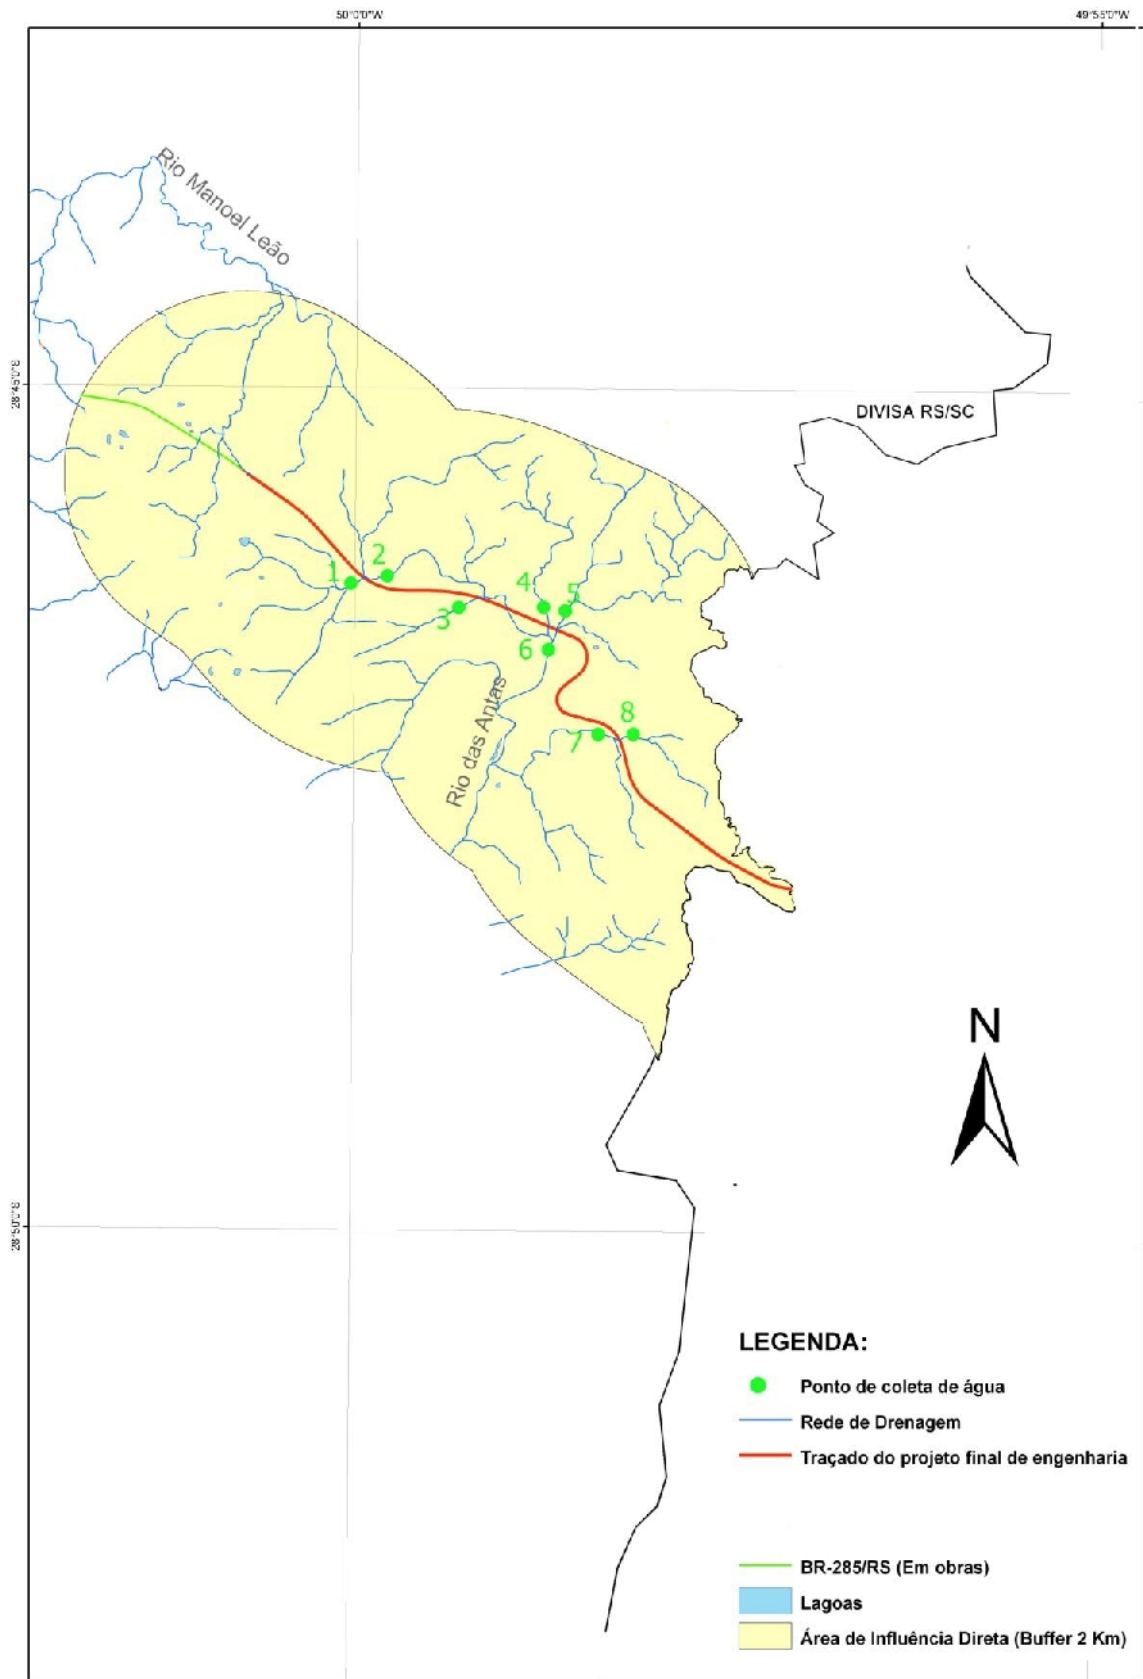 50°0'0"W
49°55'0"W
Rio Manoel Leão
28°45'0"S
DIVISA RS/SC
1
2
3
4
5
6
Rio das Antas
7
8
N
28°50'0"S
LEGENDA:
Ponto de coleta de água
Rede de Drenagem
Traçado do projeto final de engenharia
BR-285/RS (Em obras)
Lagoas
Área de Influência Direta (Buffer 2 Km)